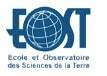 EOST
Ecole et Observatoire
des Sciences de la Terre